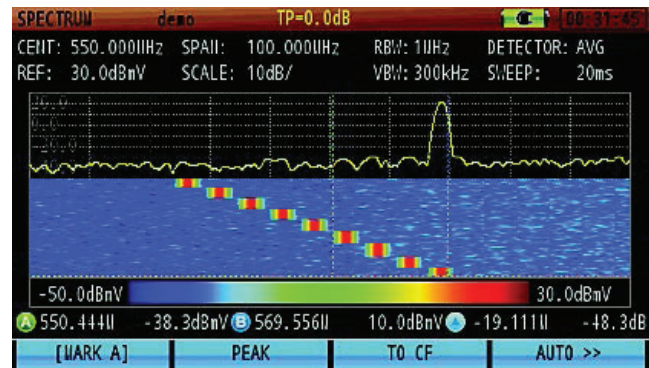 SPECTRUM demo TP=0.0dB 00:31:45
CENT: 550.000MHz SPAN: 100.000MHz RBW: 1MHz DETECTOR: AVG
REF: 30.0dBmV SCALE: 10dB/ VBW: 300kHz SWEEP: 20ms
-50.0dBmV 30.0dBmV
A 550.444M -38.3dBmV B 569.556M 10.0dBmV -19.111M -48.3dB
[MARK A] PEAK TO CF AUTO >>